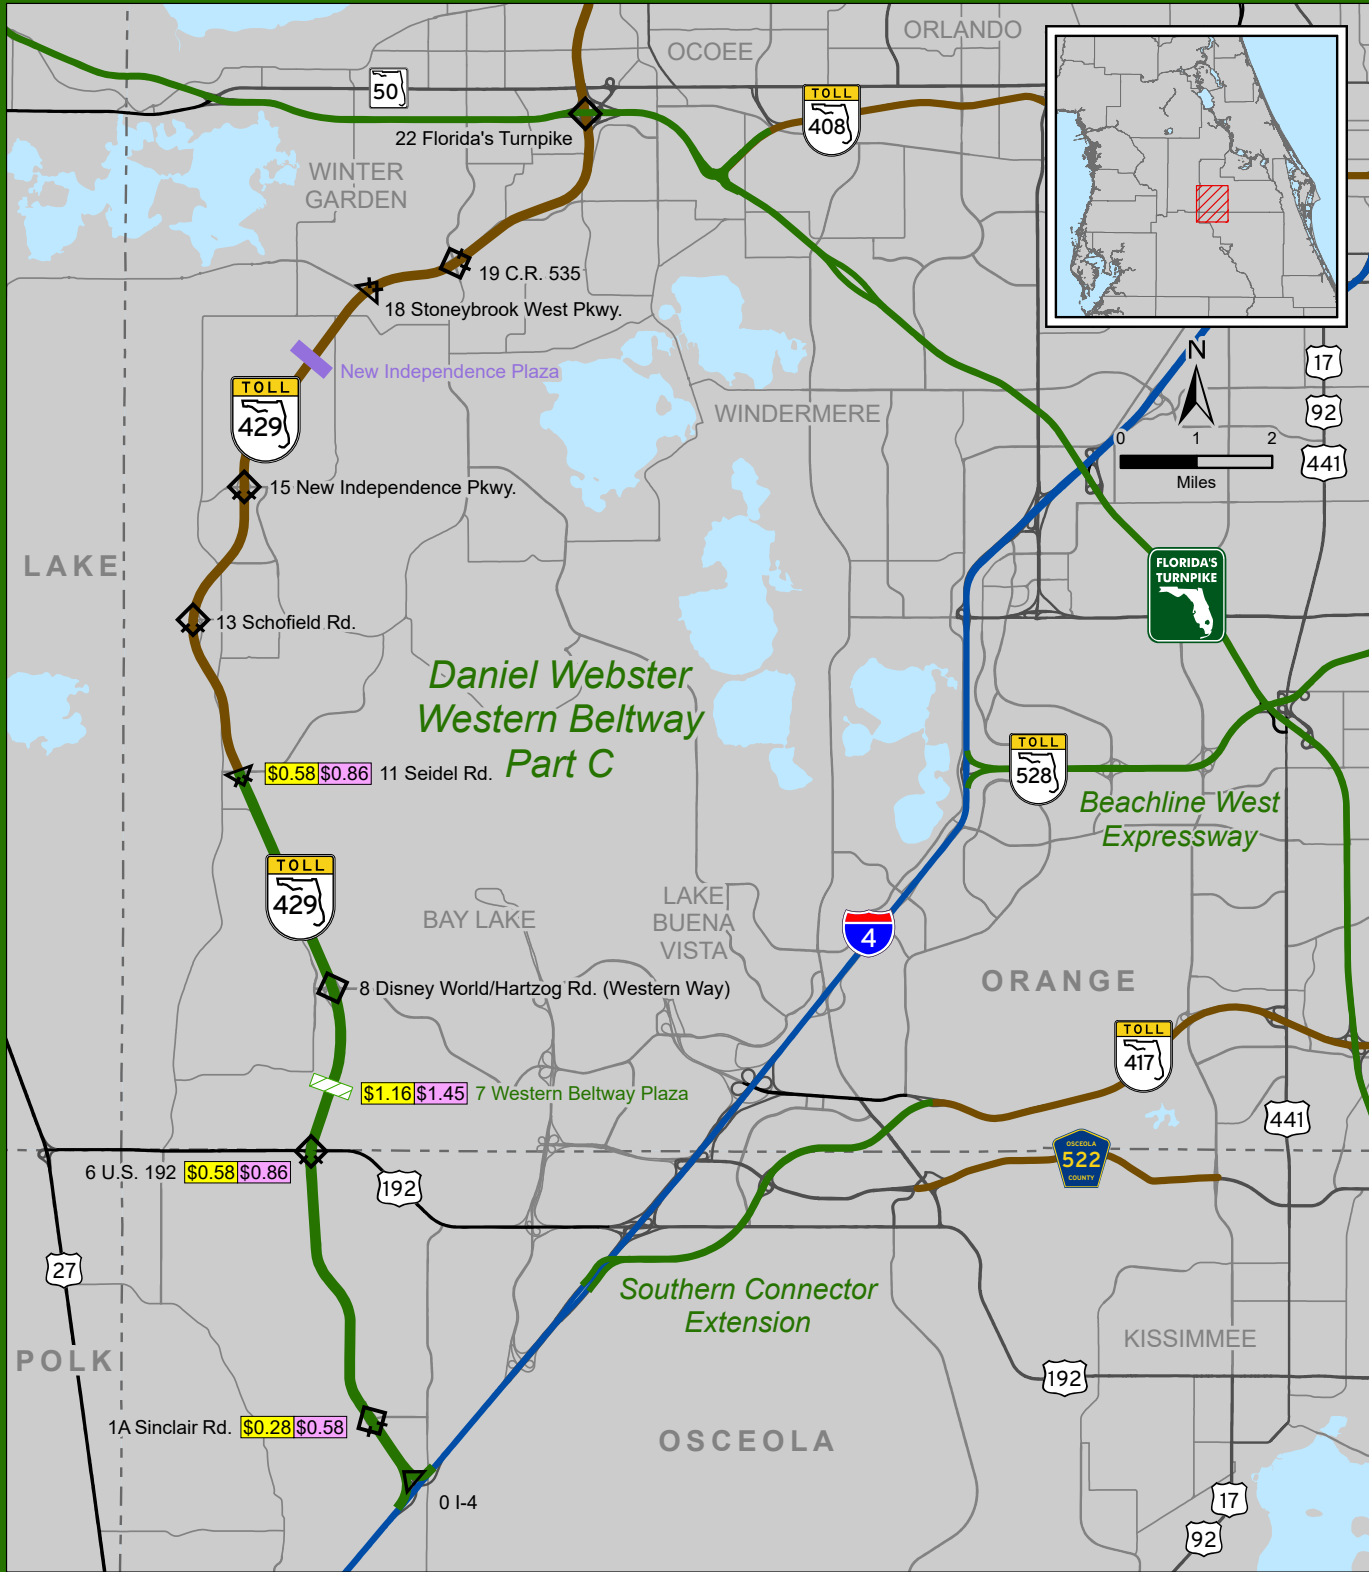 ORLANDO
OCOEE
50
TOLL
408
22 Florida's Turnpike
WINTER
GARDEN
19 C.R. 535
18 Stoneybrook West Pkwy.
New Independence Plaza
N
0 1 2
Miles
17
92
441
TOLL
429
WINDERMERE
15 New Independence Pkwy.
LAKE
FLORIDA'S
TURNPIKE
13 Schofield Rd.
Daniel Webster
Western Beltway
Part C
$0.58 $0.86 11 Seidel Rd.
TOLL
528
Beachline West
Expressway
TOLL
429
BAY LAKE
LAKE
BUENA
VISTA
4
ORANGE
8 Disney World/Hartzog Rd. (Western Way)
TOLL
417
$1.16 $1.45 7 Western Beltway Plaza
441
OSCEOLA
522
COUNTY
6 U.S. 192 $0.58 $0.86
192
27
Southern Connector
Extension
KISSIMMEE
POLK
192
1A Sinclair Rd. $0.28 $0.58
OSCEOLA
0 I-4
17
92